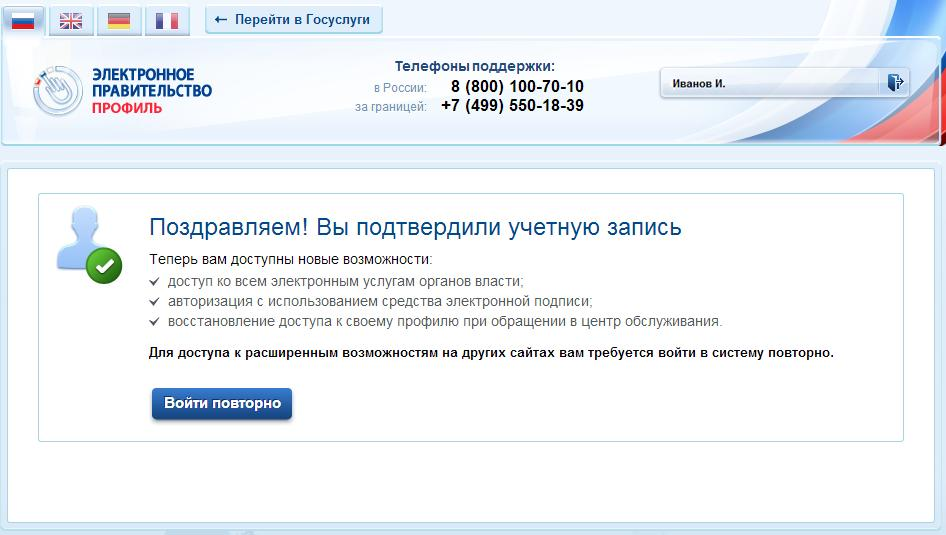 ← Перейти в Госуслуги
ЭЛЕКТРОННОЕ
ПРАВИТЕЛЬСТВО
ПРОФИЛЬ
Телефоны поддержки:
в России: 8 (800) 100-70-10
за границей: +7 (499) 550-18-39
Иванов И.
Поздравляем! Вы подтвердили учетную запись
Теперь вам доступны новые возможности:
доступ ко всем электронным услугам органов власти;
авторизация с использованием средства электронной подписи;
восстановление доступа к своему профилю при обращении в центр обслуживания.
Для доступа к расширенным возможностям на других сайтах вам требуется войти в систему повторно.
Войти повторно